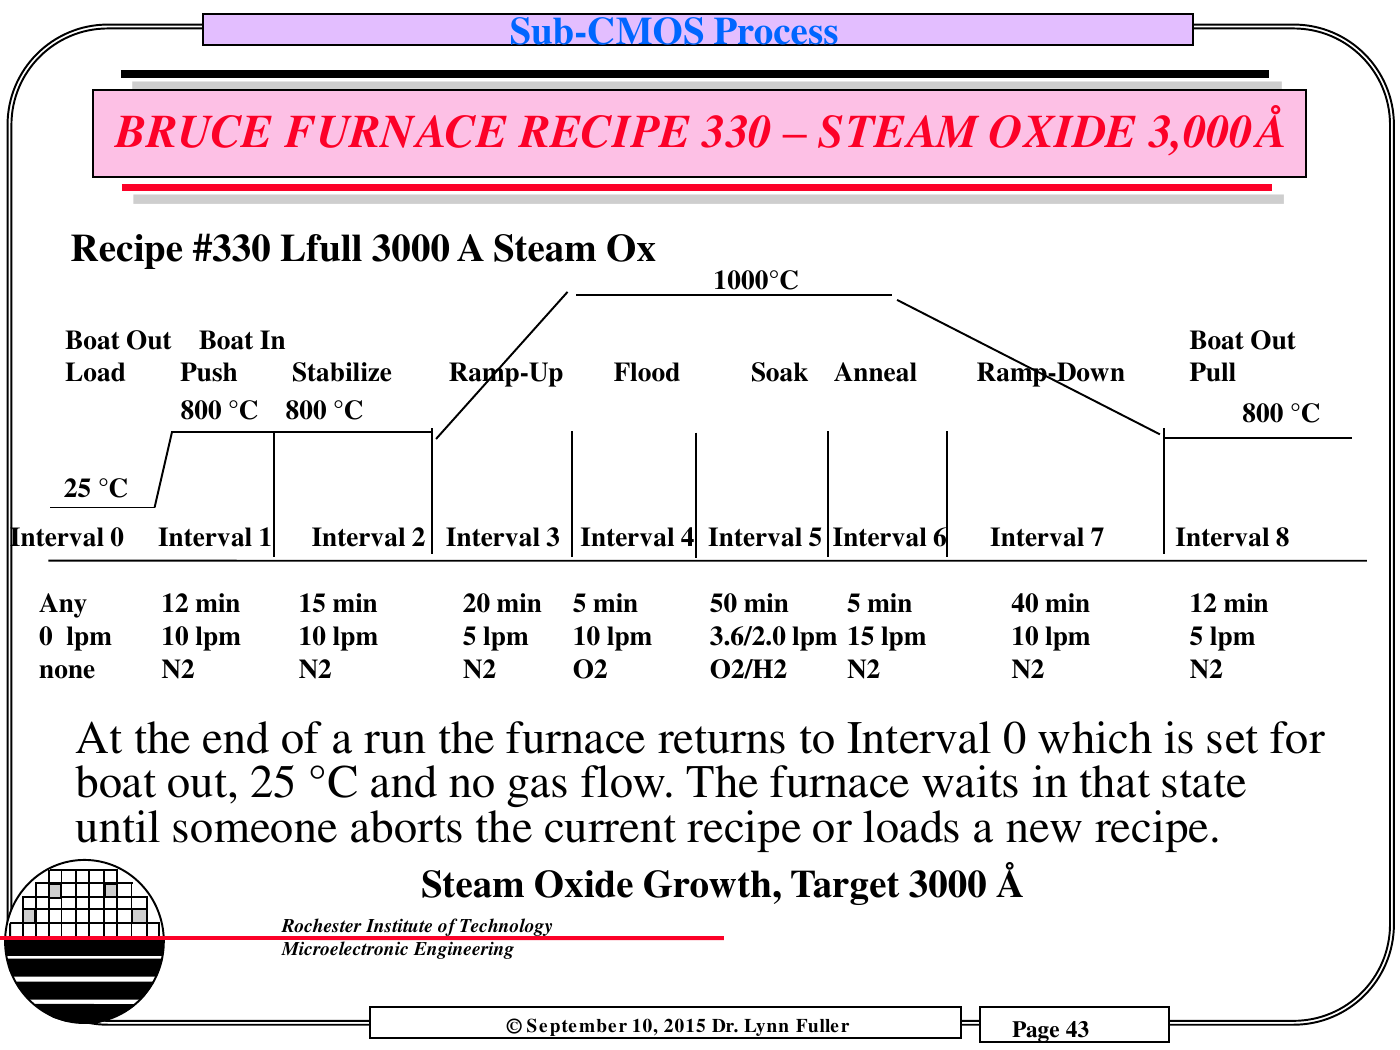 Sub-CMOS Process
BRUCE FURNACE RECIPE 330 – STEAM OXIDE 3,000Å
Recipe #330 Lfull 3000 A Steam Ox
1000°C
Boat Out Boat In Boat Out
Load Push Stabilize Ramp-Up Flood Soak Anneal Ramp-Down Pull
800 °C 800 °C 800 °C
25 °C
Interval 0 Interval 1 Interval 2 Interval 3 Interval 4 Interval 5 Interval 6 Interval 7 Interval 8
Any 12 min 15 min 20 min 5 min 50 min 5 min 40 min 12 min
0 lpm 10 lpm 10 lpm 5 lpm 10 lpm 3.6/2.0 lpm 15 lpm 10 lpm 5 lpm
none N2 N2 N2 O2 O2/H2 N2 N2 N2
At the end of a run the furnace returns to Interval 0 which is set for
boat out, 25 °C and no gas flow. The furnace waits in that state
until someone aborts the current recipe or loads a new recipe.
Steam Oxide Growth, Target 3000 Å
Rochester Institute of Technology
Microelectronic Engineering
© September 10, 2015 Dr. Lynn Fuller
Page 43